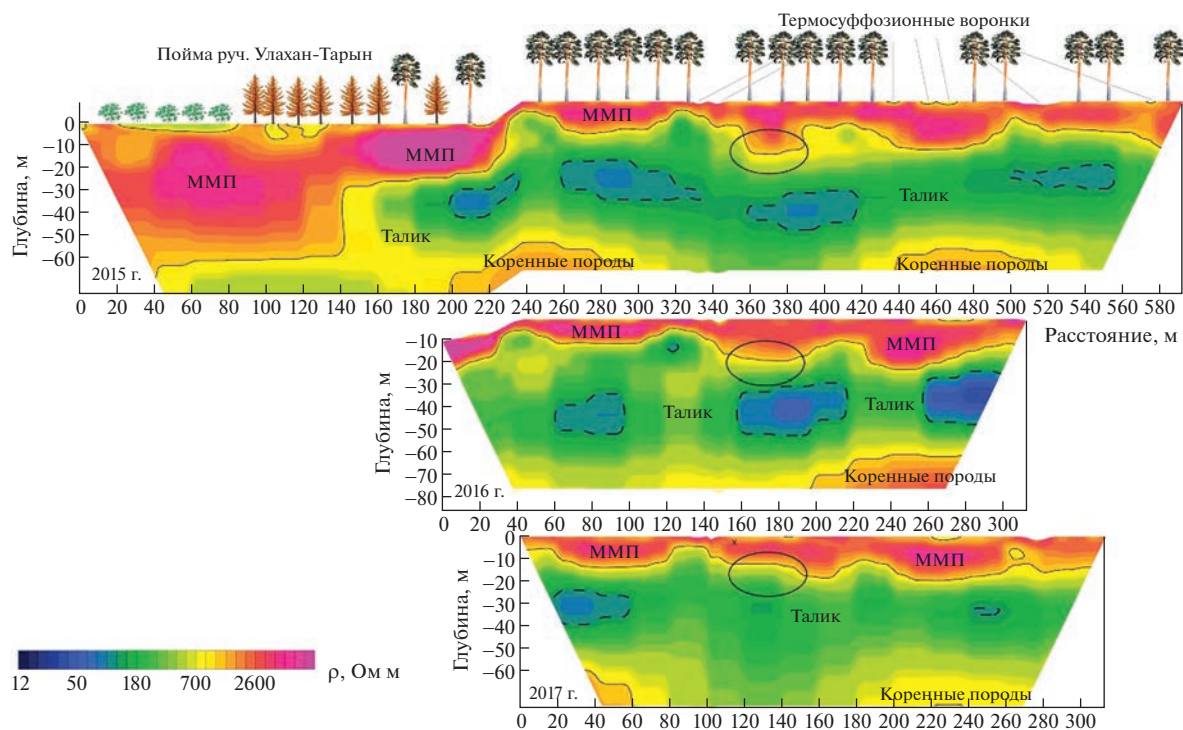 Термосуффозионные воронки
Пойма руч. Улахан-Тарын
Глубина, м
0
−10
−20
−30
−40
−50
−60
ММП
ММП
ММП
Талик
Талик
Коренные породы
Коренные породы
2015 г.
0 20 40 60 80 100 120 140 160 180 200 220 240 260 280 300 320 340 360 380 400 420 440 460 480 500 520 540 560 580
Расстояние, м
Глубина, м
−10
−20
−30
−40
−50
−60
−70
−80
ММП
ММП
Талик
Талик
Коренные породы
2016 г.
0 20 40 60 80 100 120 140 160 180 200 220 240 260 280 300
Глубина, м
0
−10
−20
−30
−40
−50
−60
ММП
х
ММП
Талик
Коренные породы
2017 г.
0 20 40 60 80 100 120 140 160 180 200 220 240 260 280 300
12 50 180 700 2600 ρ, Ом м